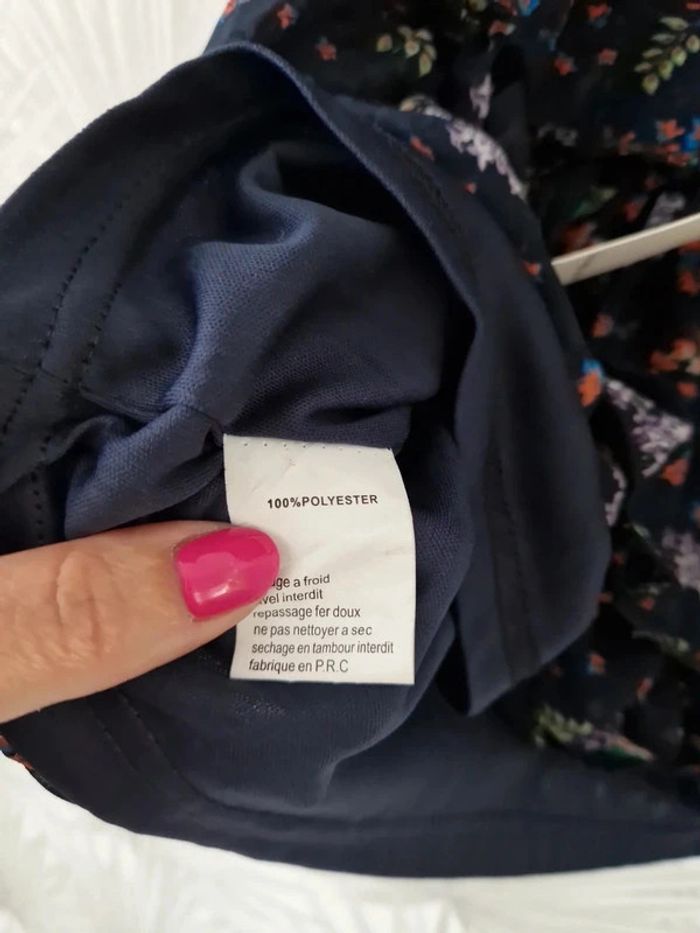 100%POLYESTER
a froid
interdit
repassage fer doux
ne pas nettoyer a sec
sechage en tambour interdit
fabrique en P.R.C